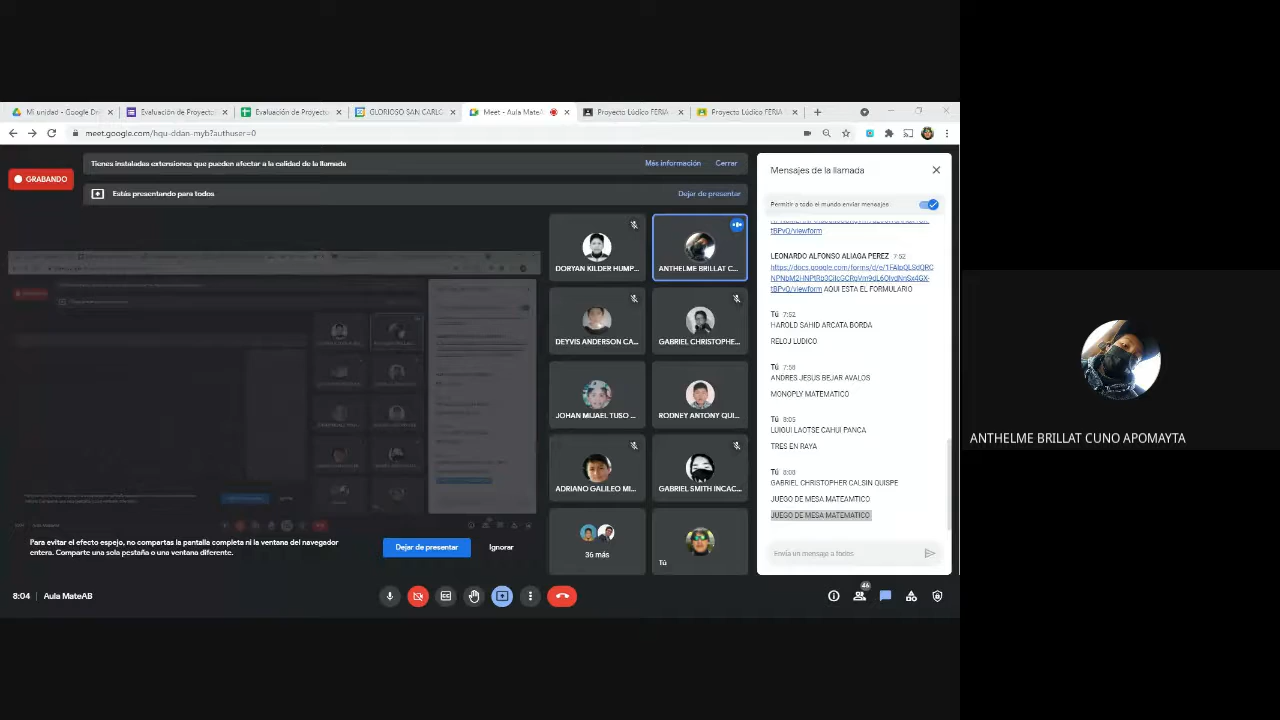 Mi unidad - Google Dr
Evaluación de Proyecto
Evaluación de Proyecto
GLORIOSO SAN CARLO
Meet - Aula MateA
Proyecto Lúdico FERIA
Proyecto Lúdico FERIA
meet.google.com/hqu-ddan-myb?authuser=0
GRABANDO
Tienes instaladas extensiones que pueden afectar a la calidad de la llamada
Más información
Cerrar
Estás presentando para todos
Dejar de presentar
DORYAN KILDER HUMP...
ANTHELME BRILLAT C...
DEYVIS ANDERSON CA...
GABRIEL CHRISTOPHE...
JOHAN MIJAEL TUSO ...
RODNEY ANTONY QUI...
ADRIANO GALILEO MI...
GABRIEL SMITH INCAC...
36 más
Tú
Para evitar el efecto espejo, no compartas la pantalla completa ni la ventana del navegador
entera. Comparte una sola pestaña o una ventana diferente.
Dejar de presentar
Ignorar
8:04 | Aula MateAB
Mensajes de la llamada
Permitir a todo el mundo enviar mensajes
tBPvQ/viewform
LEONARDO ALFONSO ALIAGA PEREZ 7:52
tBPvQ/viewform AQUI ESTA EL FORMULARIO
Tú 7:52
HAROLD SAHID ARCATA BORDA
RELOJ LUDICO
Tú 7:58
ANDRES JESUS BEJAR AVALOS
MONOPLY MATEMATICO
Tú 8:05
LUIGUI LAOTSE CAHUI PANCA
TRES EN RAYA
Tú 8:08
GABRIEL CHRISTOPHER CALSIN QUISPE
JUEGO DE MESA MATEAMTICO
JUEGO DE MESA MATEMATICO
Envía un mensaje a todos
46
ANTHELME BRILLAT CUNO APOMAYTA